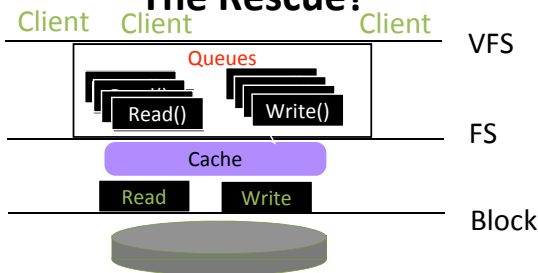 The Rescue?
Client Client Client
VFS
Queues
Read() Write()
FS
Cache
Read Write
Block